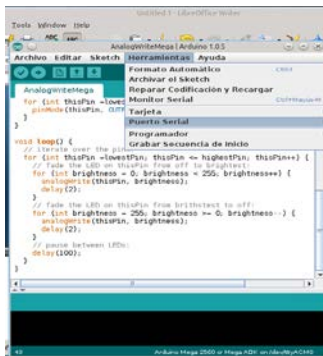 Untitled 1 - LibreOffice Writer
Tools Window Help
AnalogWriteMega | Arduino 1.0.5
Archivo Editar Sketch Herramientas Ayuda
Formato Automático
Archivar el Sketch
Reparar Codificación y Recargar
Monitor Serial
Tarjeta
Puerto Serial
Programador
Grabar Secuencia de Inicio
AnalogWriteMega
for (int thisPin =lowest
pinMode(thisPin,
}
}
void loop() {
// iterate over the pin
for (int thisPin =lowestPin; thisPin <= highestPin; thisPin++) {
// fade the LED on thisPin from off to brightest:
for (int brightness = 0; brightness < 255; brightness++) {
analogWrite(thisPin, brightness);
delay(2);
}
// fade the LED on thisPin from brithstest to off:
for (int brightness = 255; brightness >= 0; brightness--) {
analogWrite(thisPin, brightness);
delay(2);
}
// pause between LEDs:
delay(100);
}
}
Arduino Mega 2560 or Mega ADK on /dev/ttyACM0